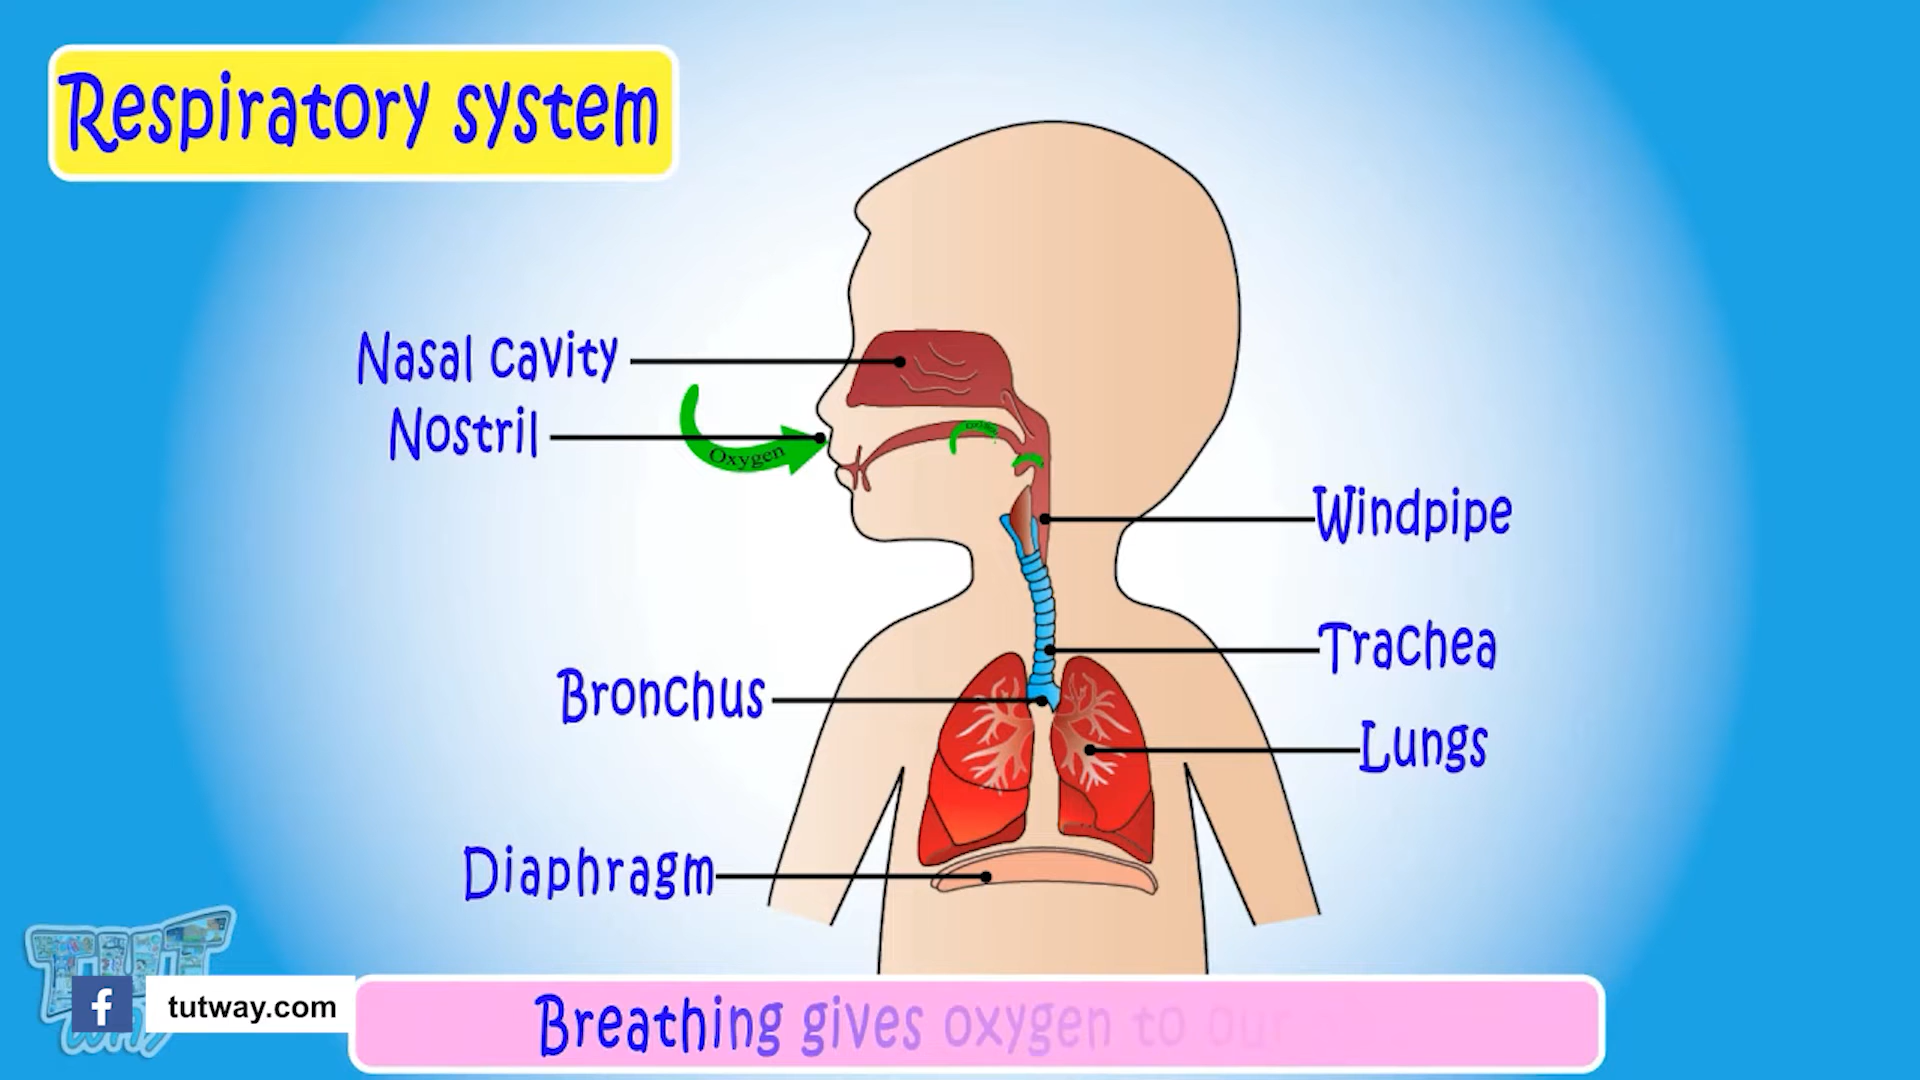 Respiratory system
Nasal cavity
Nostril
Oxygen
Windpipe
Trachea
Bronchus
Lungs
Diaphragm
f tutway.com
Breathing gives oxygen to our